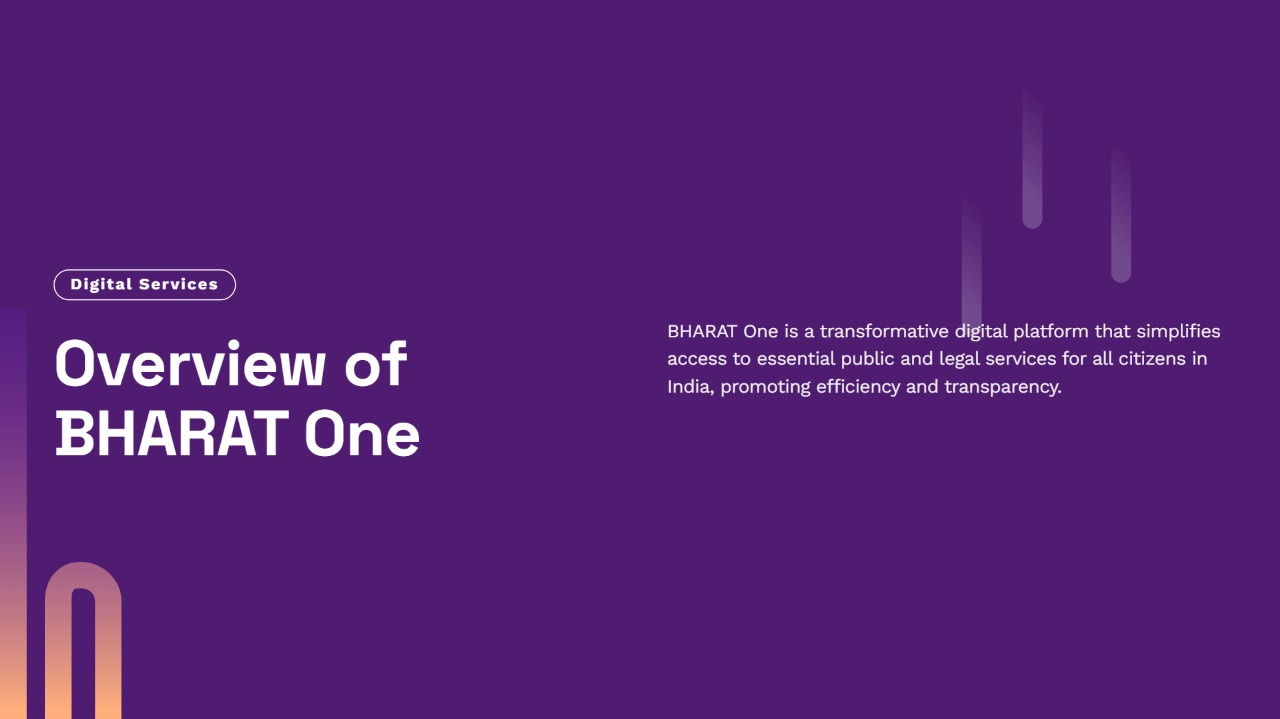 Digital Services
Overview of
BHARAT One
BHARAT One is a transformative digital platform that simplifies
access to essential public and legal services for all citizens in
India, promoting efficiency and transparency.